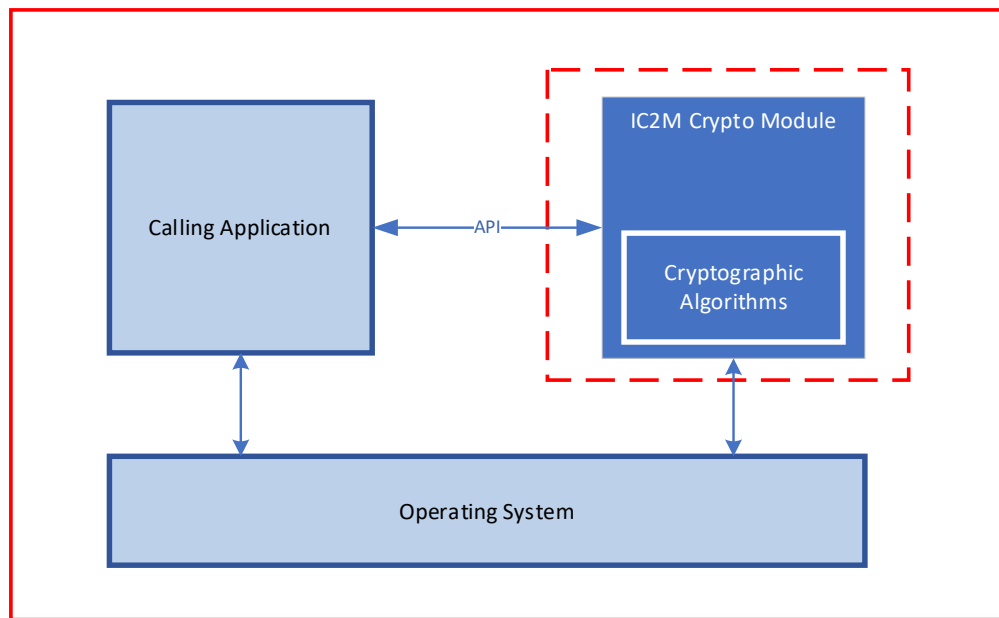 IC2M Crypto Module
Calling Application
API
Cryptographic
Algorithms
Operating System